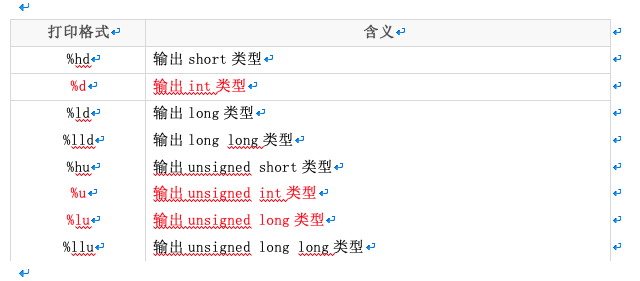 打印格式 含义
%hd 输出 short 类型
%d 输出 int 类型
%ld 输出 long 类型
%lld 输出 long long 类型
%hu 输出 unsigned short 类型
%u 输出 unsigned int 类型
%lu 输出 unsigned long 类型
%llu 输出 unsigned long long 类型